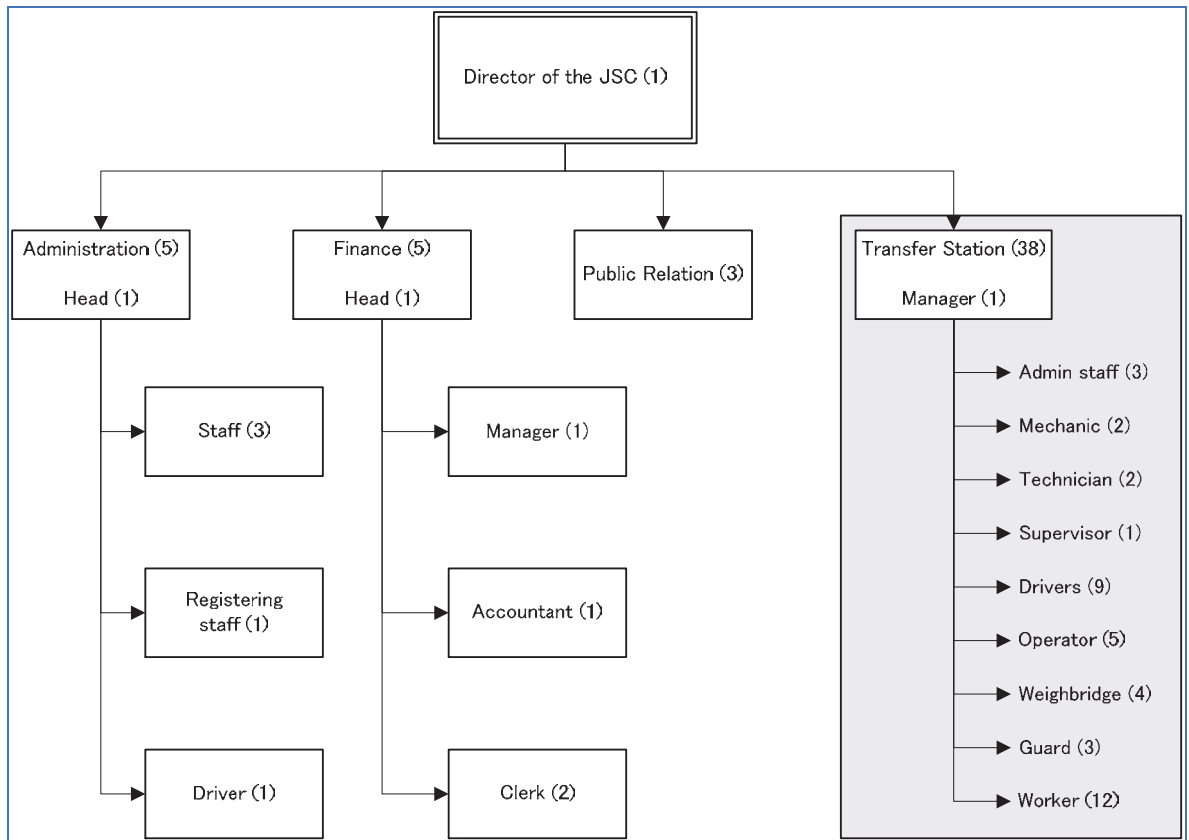 Director of the JSC (1)
Administration (5)
Head (1)
Finance (5)
Head (1)
Public Relation (3)
Transfer Station (38)
Manager (1)
Staff (3)
Registering
staff (1)
Driver (1)
Manager (1)
Accountant (1)
Clerk (2)
Admin staff (3)
Mechanic (2)
Technician (2)
Supervisor (1)
Drivers (9)
Operator (5)
Weighbridge (4)
Guard (3)
Worker (12)